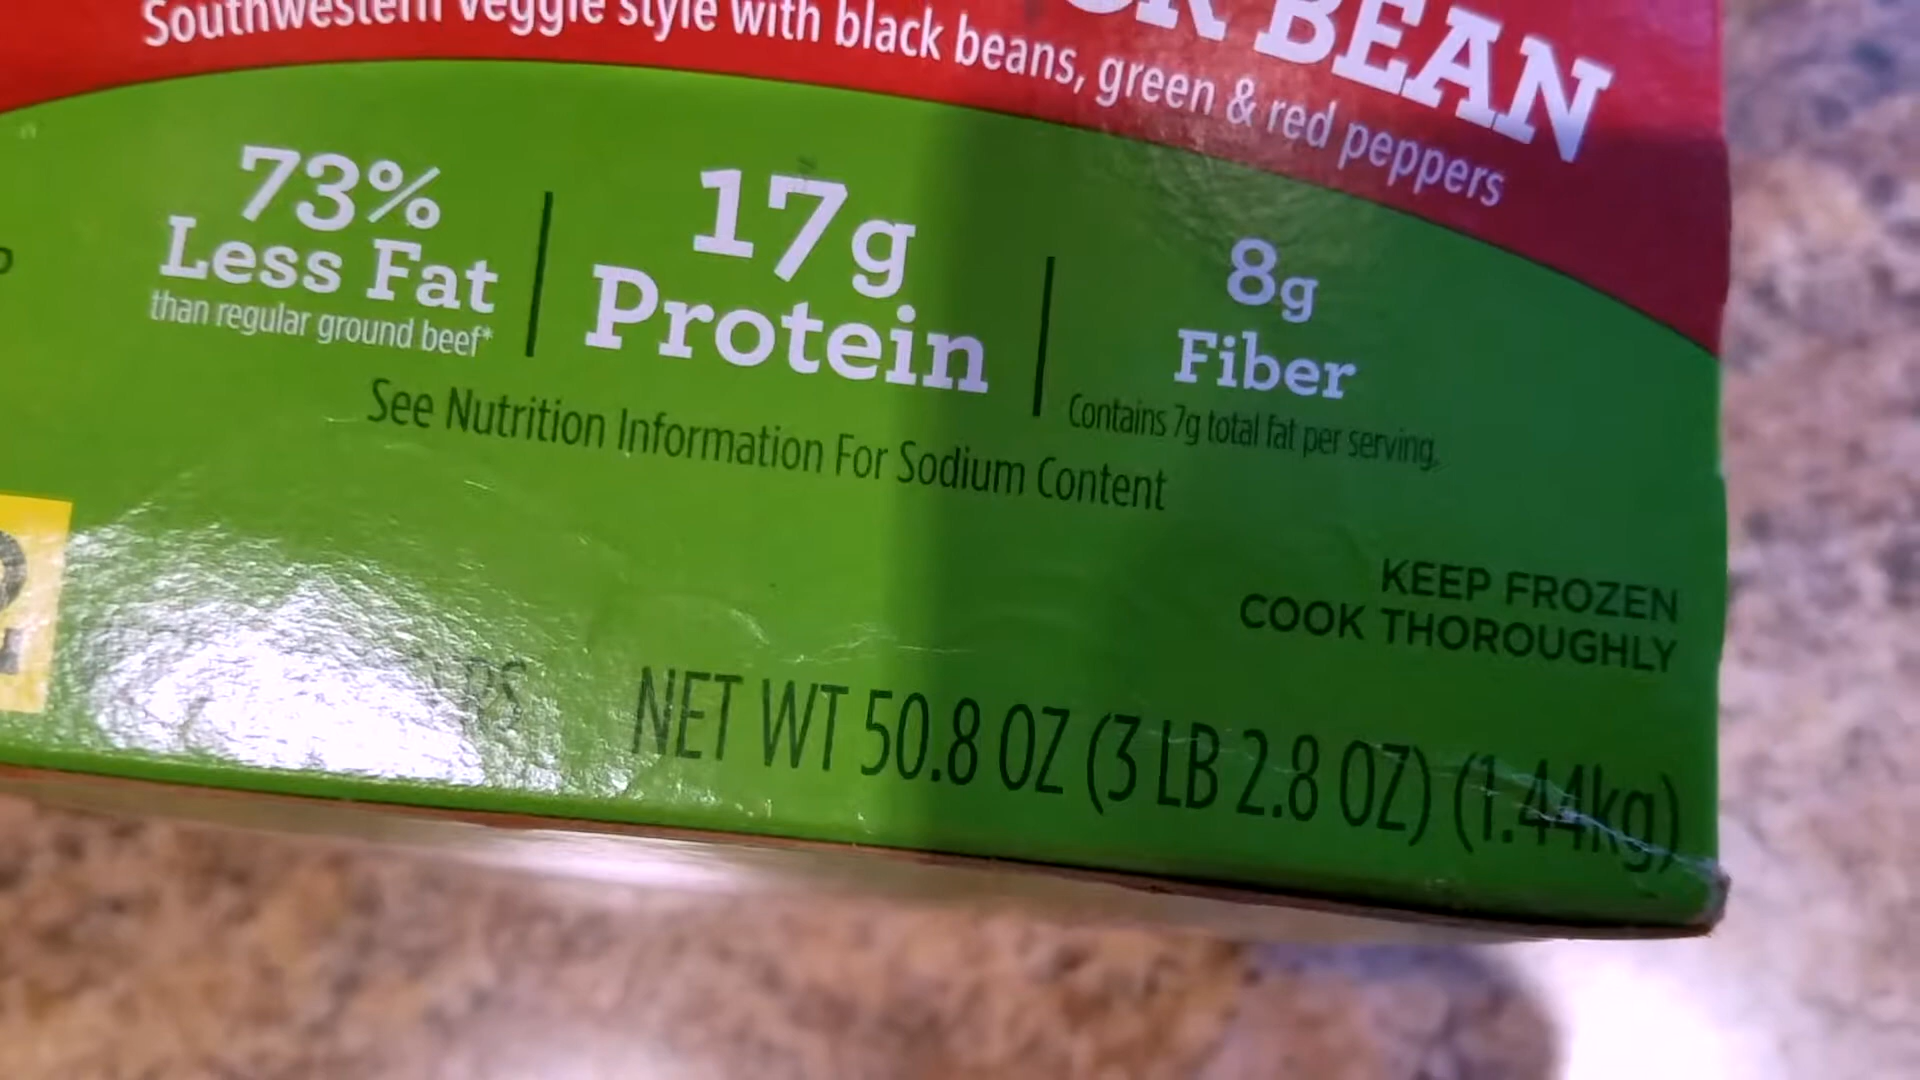 BEAN
Southwestern veggie style with black beans, green & red peppers
73%
Less Fat
than regular ground beef*
17g
Protein
8g
Fiber
Contains 7g total fat per serving.
See Nutrition Information For Sodium Content
KEEP FROZEN
COOK THOROUGHLY
NET WT 50.8 OZ (3 LB 2.8 OZ) (1.44kg)